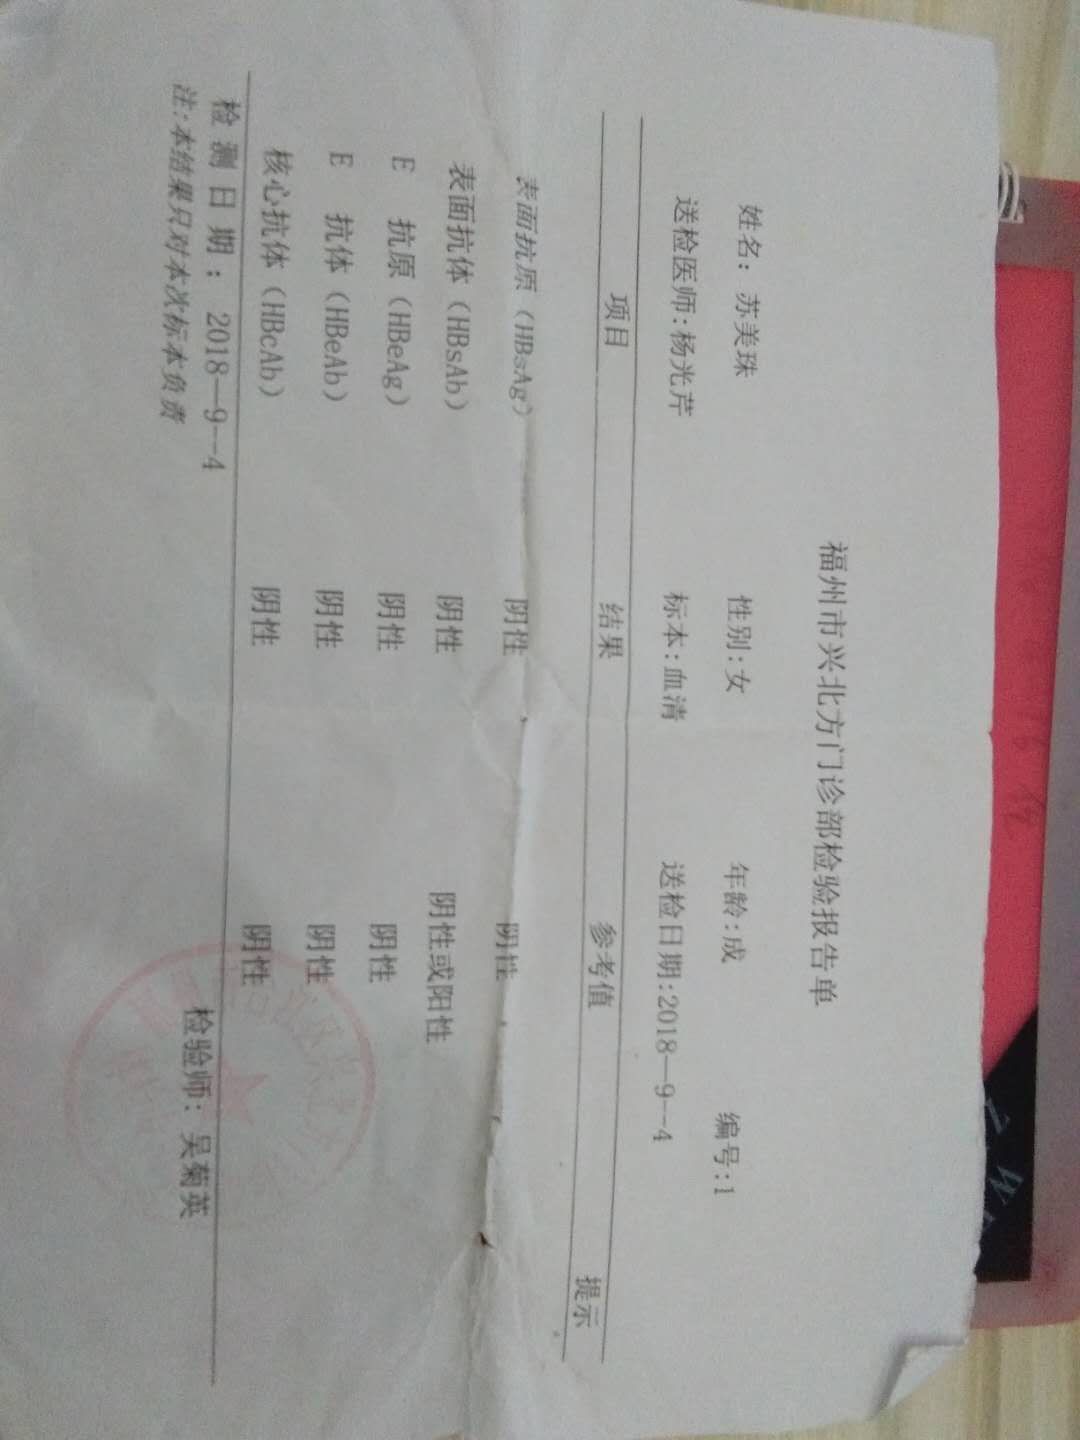 福州市兴北方门诊部检验报告单
姓名：苏美珠 性别:女 年龄:成 编号:1
送检医师:杨光芹 标本:血清 送检日期:2018—9--4
项目 结果 参考值 提示
表面抗原（HBsAg） 阴性 阴性
表面抗体（HBsAb） 阴性 阴性或阳性
E 抗原（HBeAg） 阴性 阴性
E 抗体（HBeAb） 阴性 阴性
核心抗体（HBcAb） 阴性 阴性
检测日期：2018—9--4 检验师：吴菊英
注:本结果只对本次标本负责